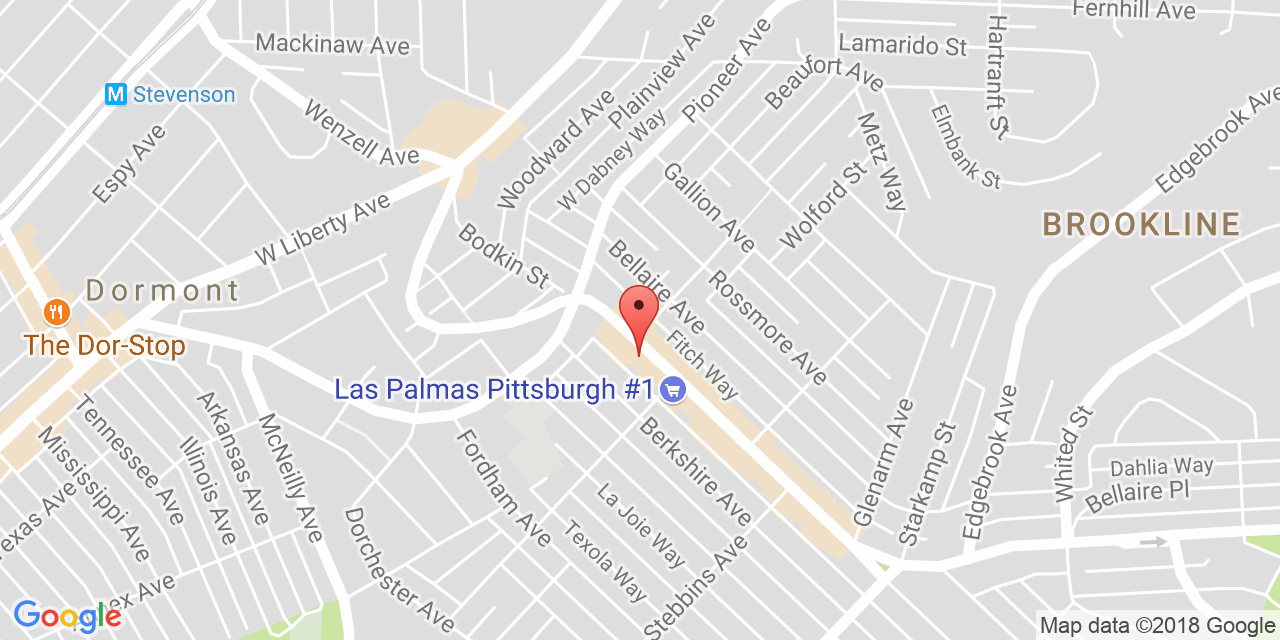 Fernhill Ave
Mackinaw Ave
Lamarido St
Hartranft St
Plainview Ave
Pioneer Ave
Beaufort Ave
Stevenson
Woodward Ave
Wenzell Ave
Espy Ave
W Dabney Way
Metz Way
Elmbank St
Edgebrook Ave
Gallion Ave
Wolford St
W Liberty Ave
BROOKLINE
Bodkin St
Bellaire Ave
Rossmore Ave
Dormont
The Dor-Stop
Fitch Way
Las Palmas Pittsburgh #1
Tennessee Ave
Arkansas Ave
McNeilly Ave
Mississippi Ave
Illinois Ave
Fordham Ave
Berkshire Ave
Glenarm Ave
Starkamp St
Edgebrook Ave
Whited St
Dahlia Way
Bellaire Pl
Texas Ave
La Joie Way
Texola Way
Dorchester Ave
Stebbins Ave
Ave
Google
Map data ©2018 Google